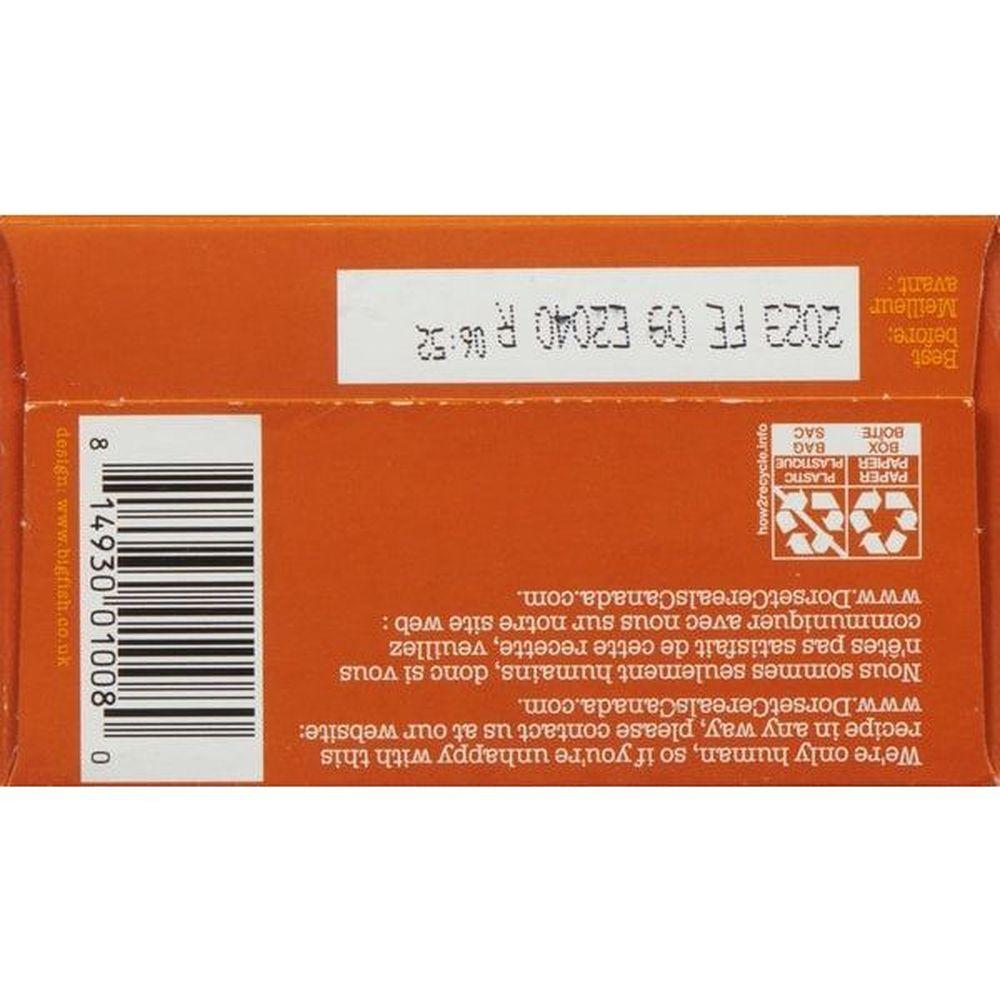 We're only human, so if you're unhappy with this
recipe in any way, please contact us at our website:
www.DorsetCerealsCanada.com.
Nous sommes seulement humains, donc si vous
n'êtes pas satisfait de cette recette, veuillez
communiquer avec nous sur notre site web :
www.DorsetCerealsCanada.com.
PAPER
PAPIER
BOX
BOÎTE
PLASTIC
PLASTIQUE
BAG
SAC
how2recycle.info
Best
before:
Meilleur
avant :
2023 FE 09 E2040 R 06:52
8 14930 01008 0
design: www.bigfish.co.uk